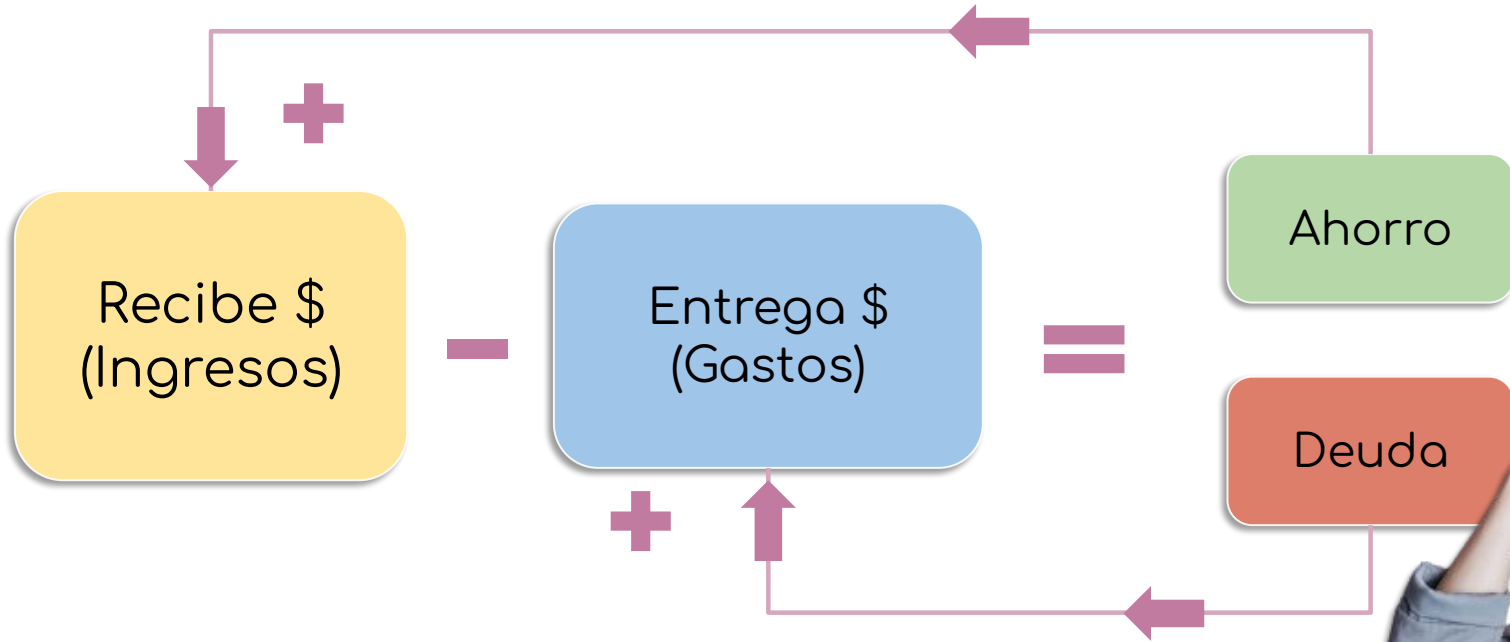 Recibe $
(Ingresos)
Entrega $
(Gastos)
Ahorro
Deuda